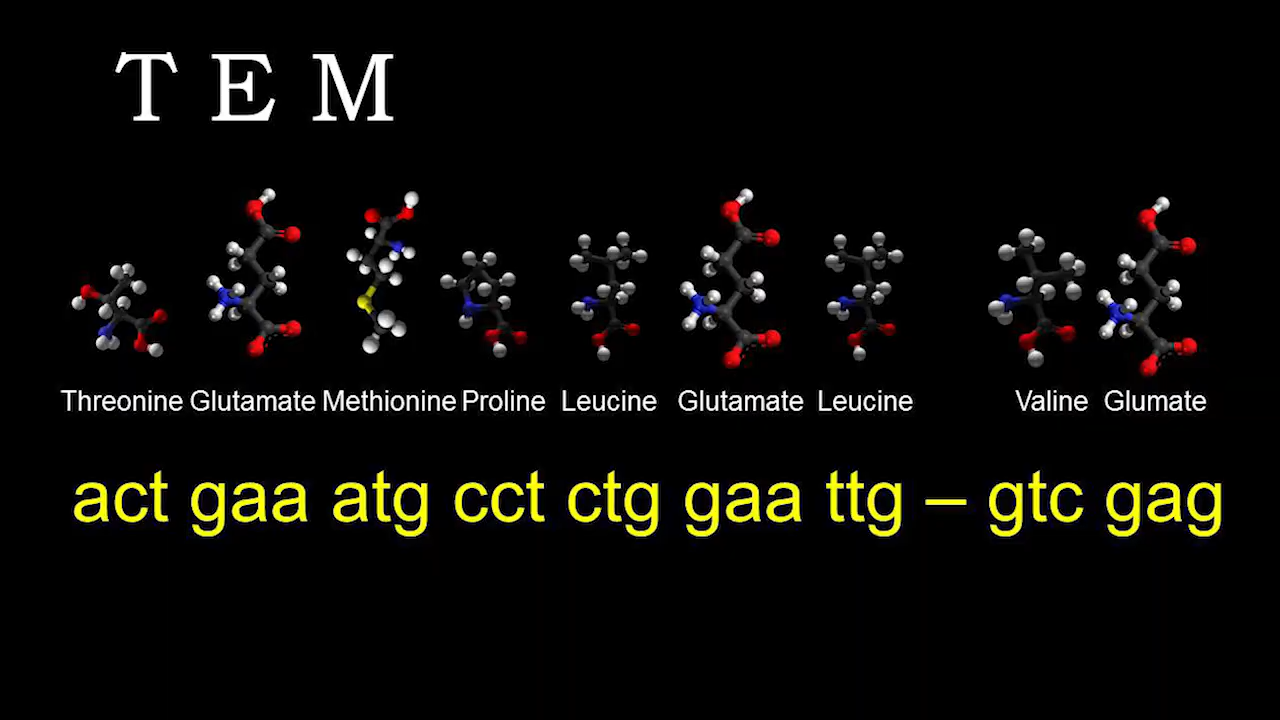 T E M
Threonine Glutamate Methionine Proline Leucine Glutamate Leucine Valine Glumate
act gaa atg cct ctg gaa ttg – gtc gag